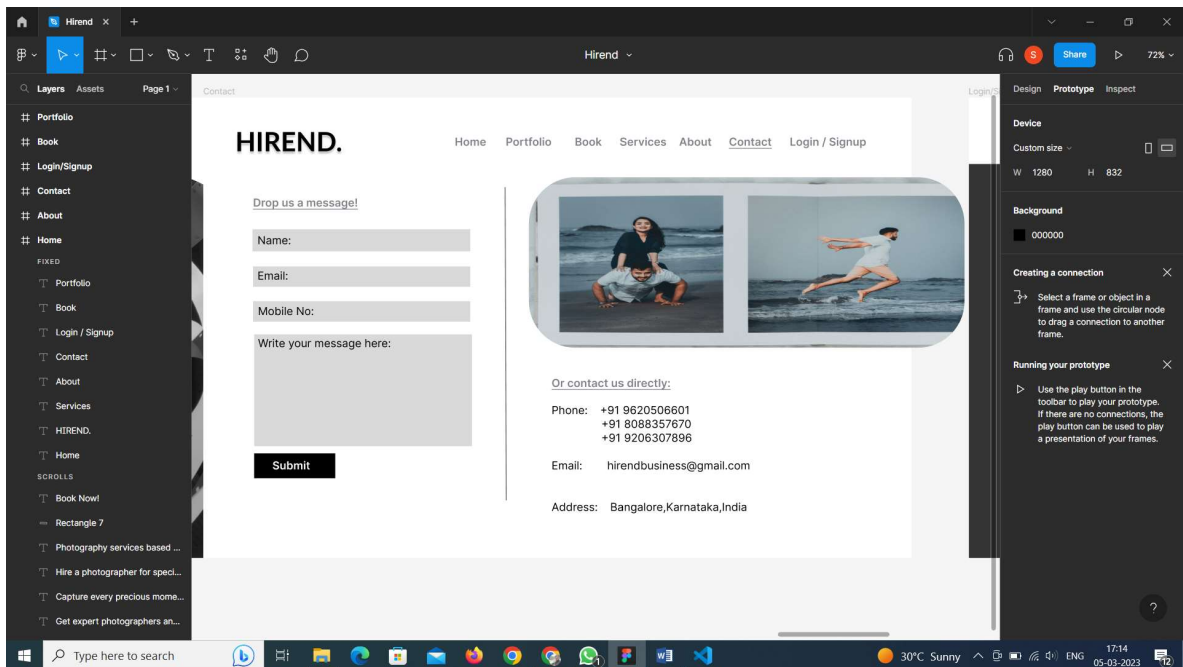 Hirend
Hirend
S
Share
72%
Layers Assets Page 1
Portfolio
Book
Login/Signup
Contact
About
Home
FIXED
Portfolio
Book
Login / Signup
Contact
About
Services
HIREND.
Home
SCROLLS
Book Now!
Rectangle 7
Photography services based ...
Hire a photographer for speci...
Capture every precious mome...
Get expert photographers an...
Contact
Login/S
HIREND.
Home Portfolio Book Services About Contact Login / Signup
Drop us a message!
Name:
Email:
Mobile No:
Write your message here:
Submit
Or contact us directly:
Phone: +91 9620506601
+91 8088357670
+91 9206307896
Email: hirendbusiness@gmail.com
Address: Bangalore,Karnataka,India
Design Prototype Inspect
Device
Custom size
W 1280 H 832
Background
000000
Creating a connection
Select a frame or object in a
frame and use the circular node
to drag a connection to another
frame.
Running your prototype
Use the play button in the
toolbar to play your prototype.
If there are no connections, the
play button can be used to play
a presentation of your frames.
?
Type here to search
30°C Sunny
ENG
17:14
05-03-2023
12